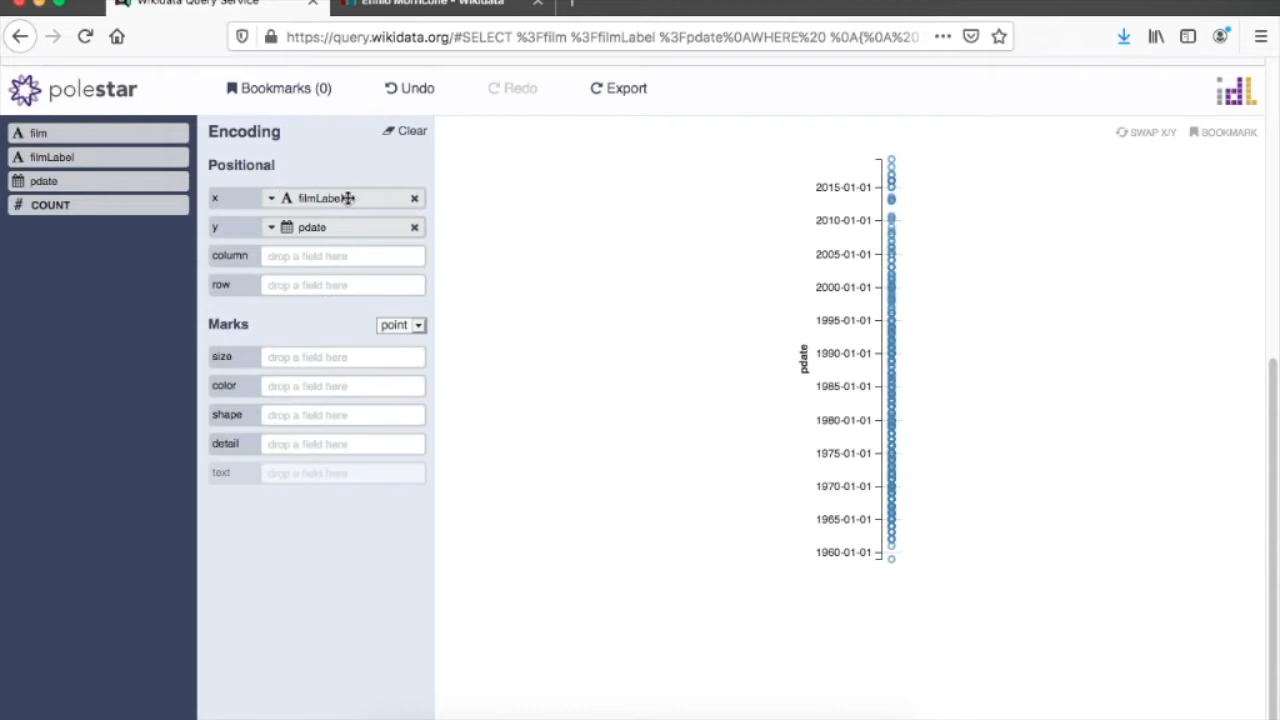 Wikidata Query Service
Ennio Morricone - Wikidata
https://query.wikidata.org/#SELECT %3Ffilm %3FfilmLabel %3Fpdate%0AWHERE%20 %0A{%0A%20
polestar
Bookmarks (0)
Undo
Redo
Export
idl
A film
A filmLabel
pdate
# COUNT
Encoding
Clear
Positional
x
A filmLabel
y
pdate
column
drop a field here
row
drop a field here
Marks
point
size
drop a field here
color
drop a field here
shape
drop a field here
detail
drop a field here
text
drop a field here
SWAP X/Y
BOOKMARK
pdate
2015-01-01
2010-01-01
2005-01-01
2000-01-01
1995-01-01
1990-01-01
1985-01-01
1980-01-01
1975-01-01
1970-01-01
1965-01-01
1960-01-01